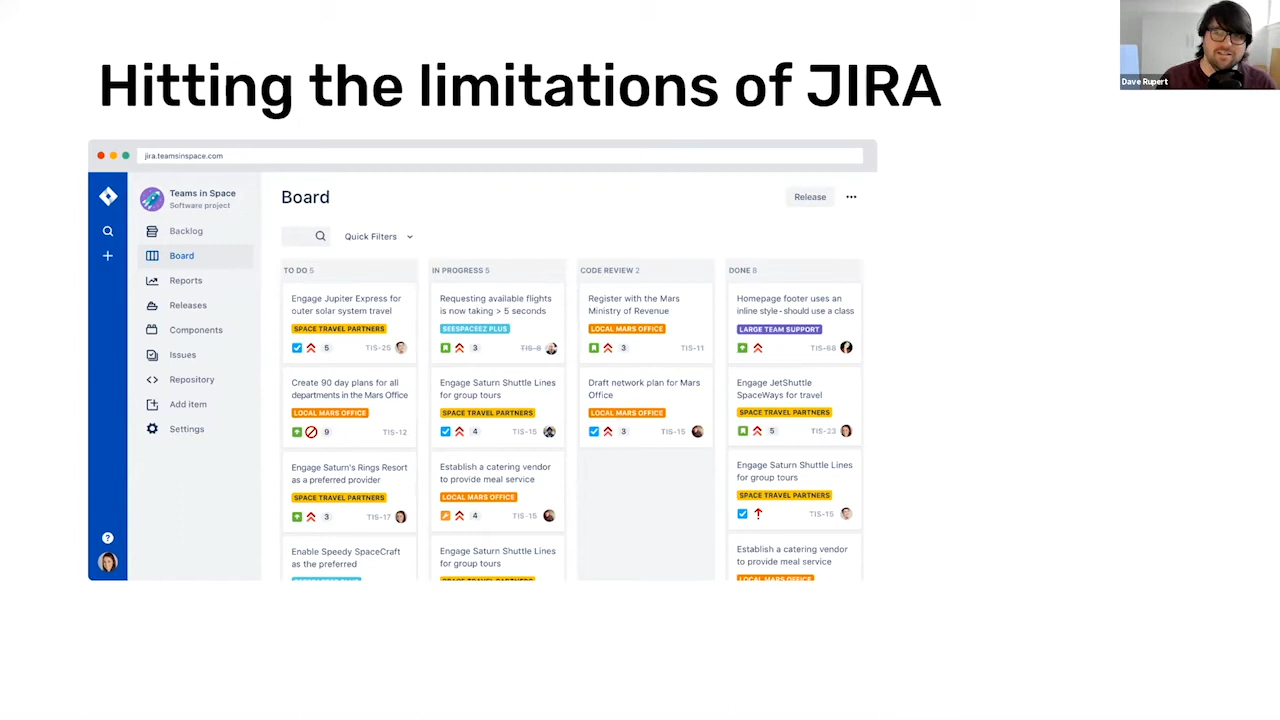 Hitting the limitations of JIRA
Dave Rupert
jira.teamsinspace.com
Teams in Space
Software project
Backlog
Board
Reports
Releases
Components
Issues
Repository
Add item
Settings
?
Board
Release
Quick Filters
TO DO 5
Engage Jupiter Express for
outer solar system travel
SPACE TRAVEL PARTNERS
5 TIS-25
Create 90 day plans for all
departments in the Mars Office
LOCAL MARS OFFICE
9 TIS-12
Engage Saturn's Rings Resort
as a preferred provider
SPACE TRAVEL PARTNERS
3 TIS-17
Enable Speedy SpaceCraft
as the preferred
SEESPACEEZ PLUS
IN PROGRESS 5
Requesting available flights
is now taking > 5 seconds
SEESPACEEZ PLUS
3 TIS-8
Engage Saturn Shuttle Lines
for group tours
SPACE TRAVEL PARTNERS
4 TIS-15
Establish a catering vendor
to provide meal service
LOCAL MARS OFFICE
4 TIS-15
Engage Saturn Shuttle Lines
for group tours
SPACE TRAVEL PARTNERS
CODE REVIEW 2
Register with the Mars
Ministry of Revenue
LOCAL MARS OFFICE
3 TIS-11
Draft network plan for Mars
Office
LOCAL MARS OFFICE
3 TIS-15
DONE 8
Homepage footer uses an
inline style - should use a class
LARGE TEAM SUPPORT
TIS-68
Engage JetShuttle
SpaceWays for travel
SPACE TRAVEL PARTNERS
5 TIS-23
Engage Saturn Shuttle Lines
for group tours
SPACE TRAVEL PARTNERS
TIS-15
Establish a catering vendor
to provide meal service
LOCAL MARS OFFICE